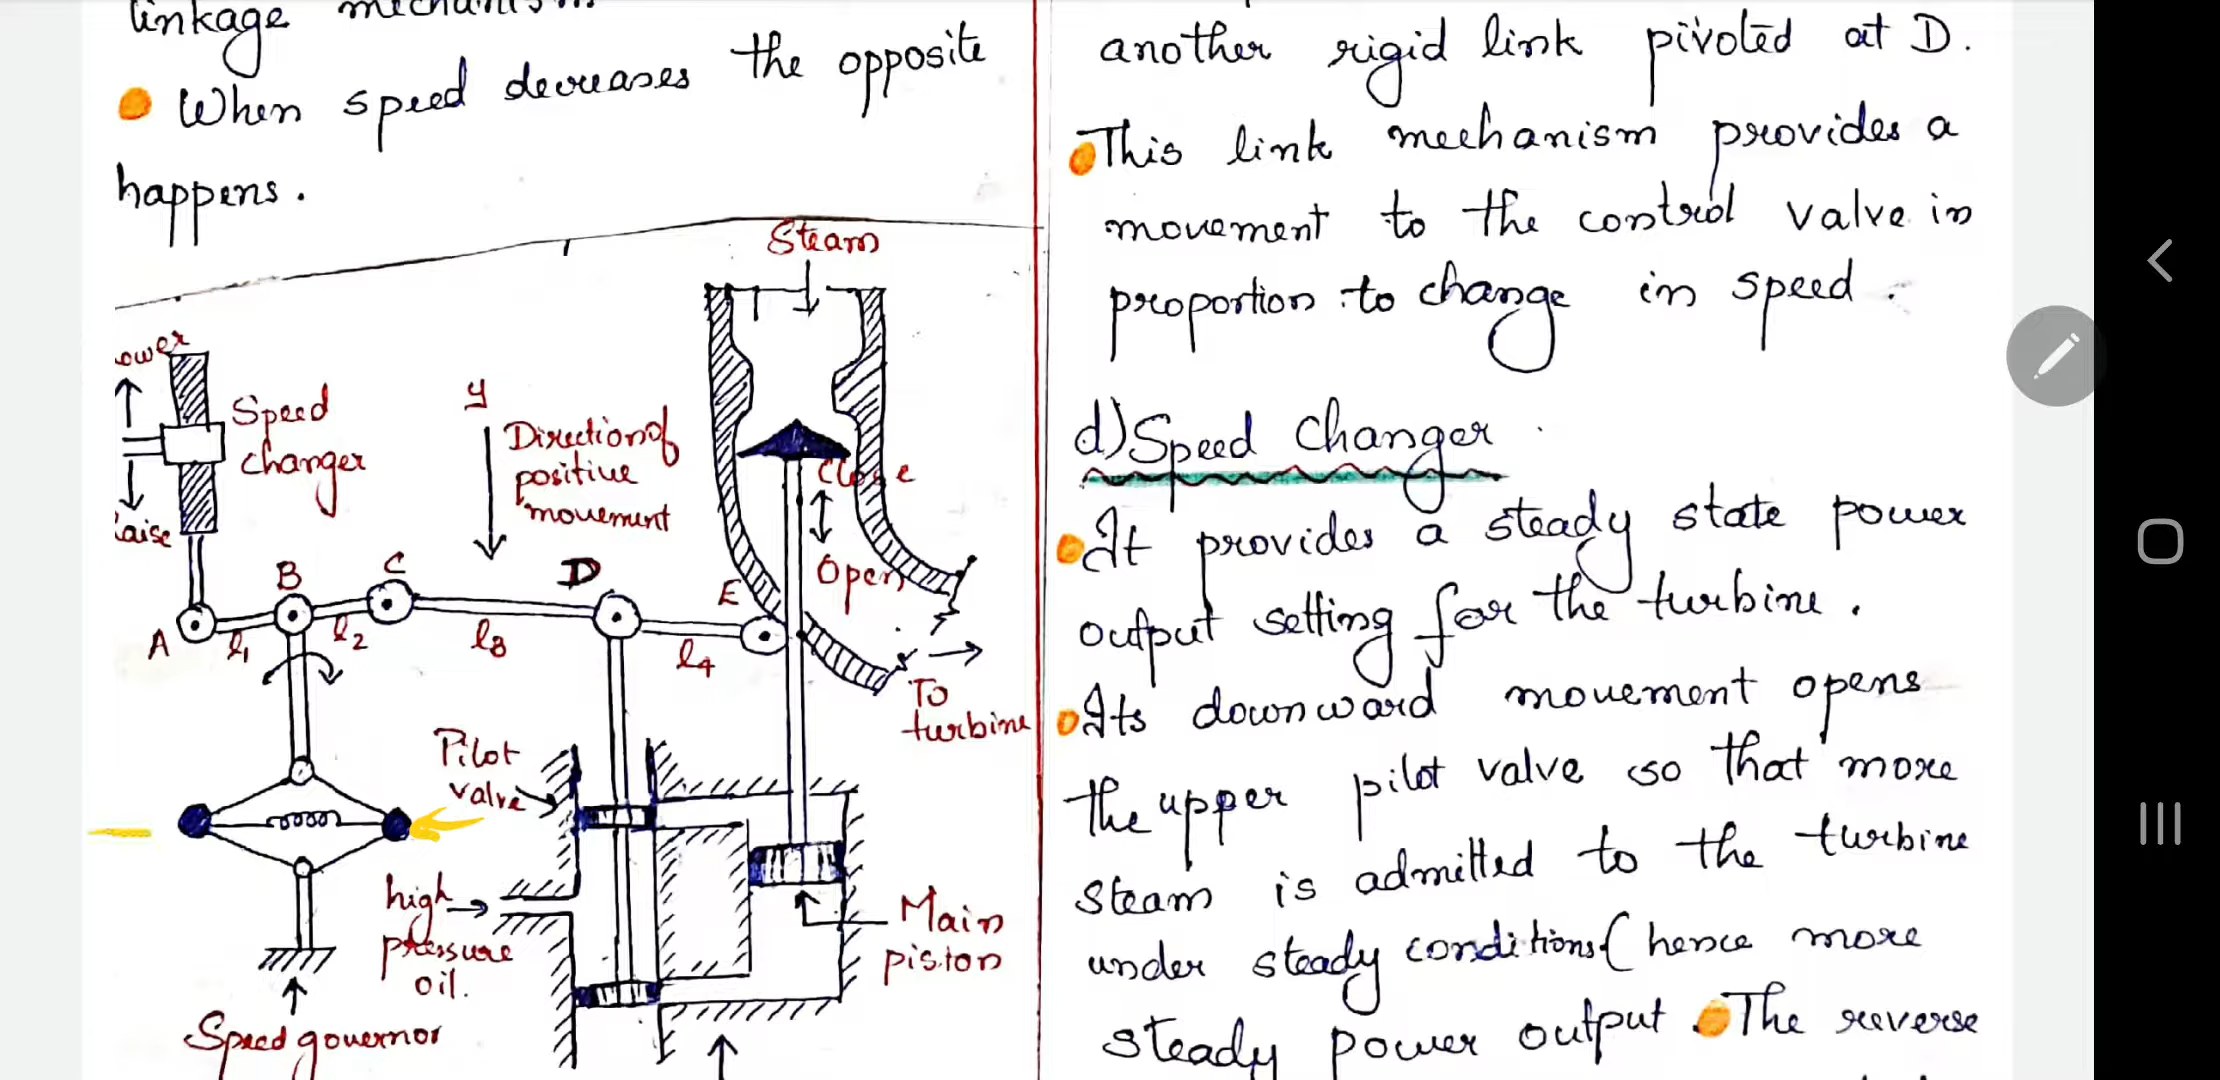 linkage mechanism
When speed decreases the opposite
happens.
Steam
Lower
Speed
changer
Raise
y
Direction of
positive
movement
Close
Open
A
B
C
D
E
l1
l2
l3
l4
To
turbine
Pilot
valve
high
pressure
oil.
Main
piston
Speed governor
another rigid link pivoted at D.
This link mechanism provides a
movement to the control valve in
proportion to change in speed.
d) Speed Changer
It provides a steady state power
output setting for the turbine.
Its downward movement opens
the upper pilot valve so that more
steam is admitted to the turbine
under steady conditions (hence more
steady power output. The reverse